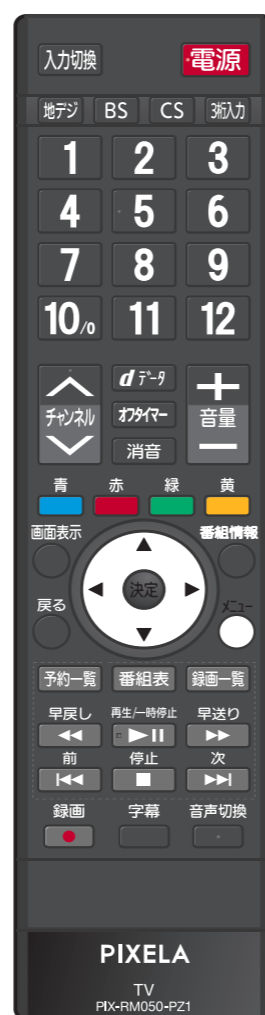 入力切換 電源
地デジ BS CS 3桁入力
1 2 3
4 5 6
7 8 9
10/0 11 12
dデータ
チャンネル オフタイマー 音量
消音
青 赤 緑 黄
画面表示 番組情報
決定
戻る メニュー
予約一覧 番組表 録画一覧
早戻し 再生/一時停止 早送り
前 停止 次
録画 字幕 音声切換
PIXELA
TV
PIX-RM050-PZ1